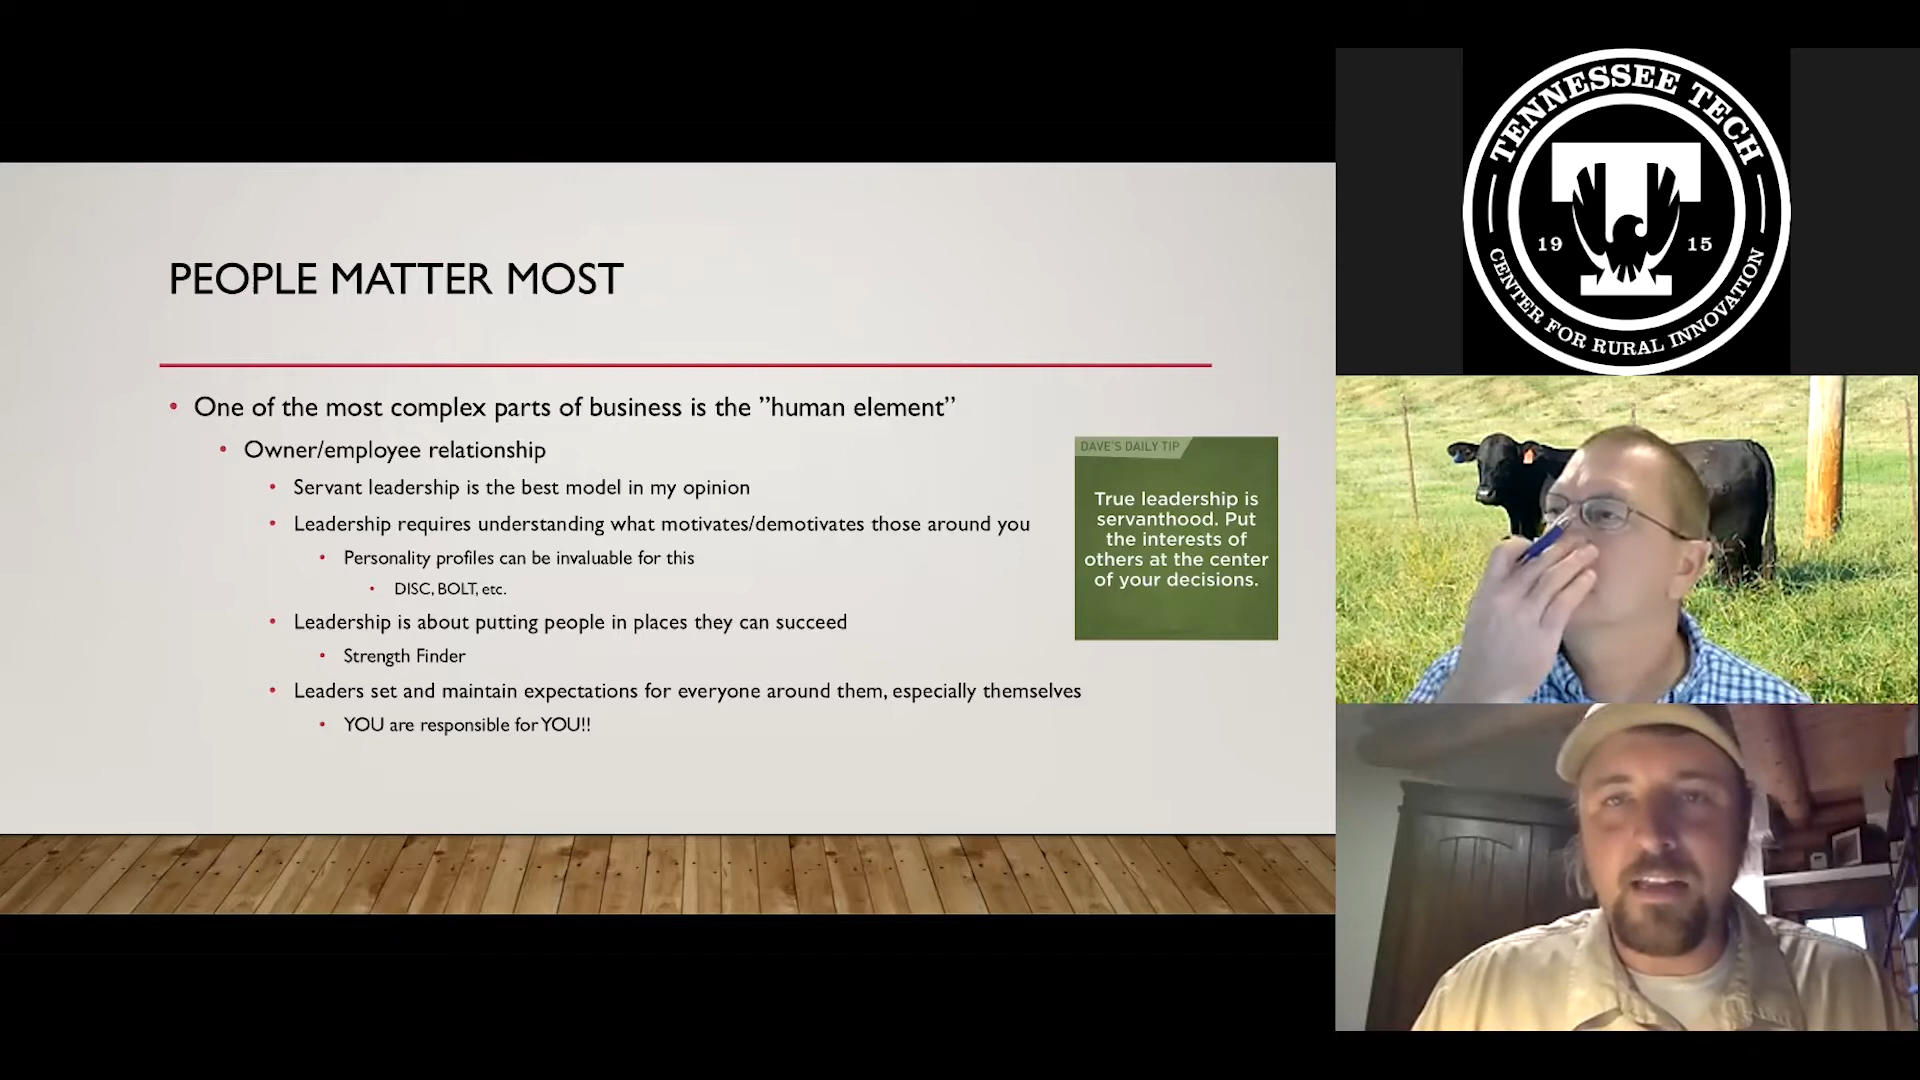 PEOPLE MATTER MOST
One of the most complex parts of business is the ”human element”
Owner/employee relationship
Servant leadership is the best model in my opinion
Leadership requires understanding what motivates/demotivates those around you
Personality profiles can be invaluable for this
DISC, BOLT, etc.
Leadership is about putting people in places they can succeed
Strength Finder
Leaders set and maintain expectations for everyone around them, especially themselves
YOU are responsible for YOU!!
DAVE'S DAILY TIP
True leadership is
servanthood. Put
the interests of
others at the center
of your decisions.
TENNESSEE TECH
T
19 15
CENTER FOR RURAL INNOVATION